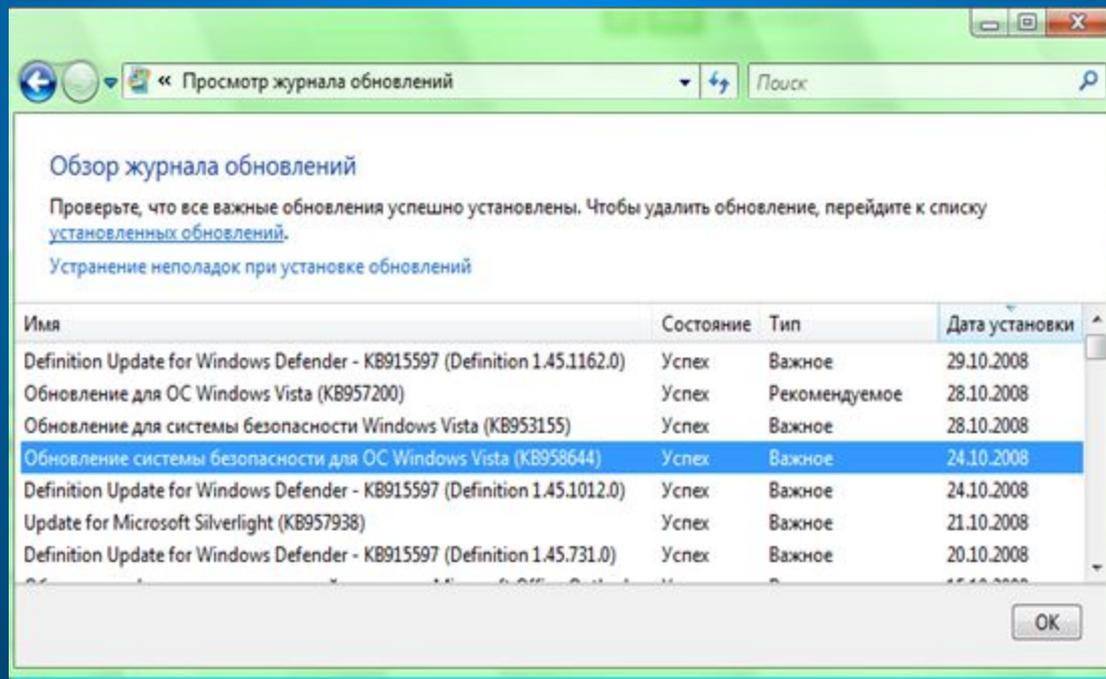 « Просмотр журнала обновлений
Поиск
Обзор журнала обновлений
Проверьте, что все важные обновления успешно установлены. Чтобы удалить обновление, перейдите к списку
установленных обновлений.
Устранение неполадок при установке обновлений
Имя Состояние Тип Дата установки
Definition Update for Windows Defender - KB915597 (Definition 1.45.1162.0) Успех Важное 29.10.2008
Обновление для ОС Windows Vista (KB957200) Успех Рекомендуемое 28.10.2008
Обновление для системы безопасности Windows Vista (KB953155) Успех Важное 28.10.2008
Обновление системы безопасности для ОС Windows Vista (KB958644) Успех Важное 24.10.2008
Definition Update for Windows Defender - KB915597 (Definition 1.45.1012.0) Успех Важное 24.10.2008
Update for Microsoft Silverlight (KB957938) Успех Важное 21.10.2008
Definition Update for Windows Defender - KB915597 (Definition 1.45.731.0) Успех Важное 20.10.2008
OK